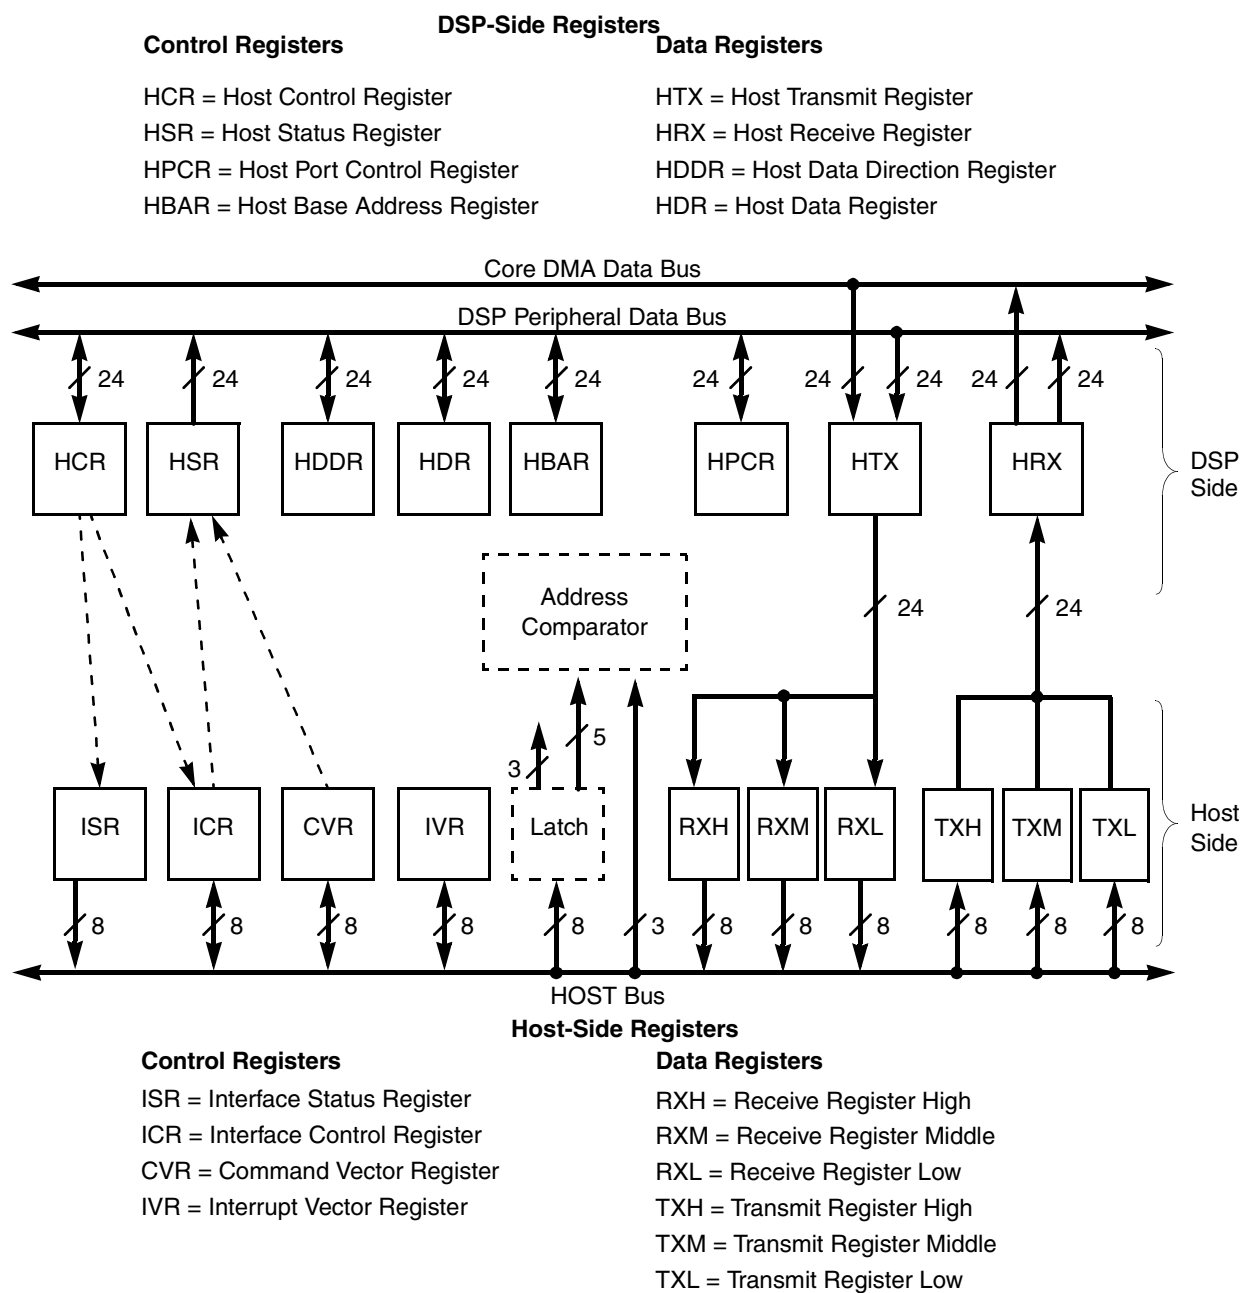 DSP-Side Registers
Control Registers
Data Registers
HCR = Host Control Register
HTX = Host Transmit Register
HSR = Host Status Register
HRX = Host Receive Register
HPCR = Host Port Control Register
HDDR = Host Data Direction Register
HBAR = Host Base Address Register
HDR = Host Data Register
Core DMA Data Bus
DSP Peripheral Data Bus
24 24 24 24 24 24 24 24 24 24
HCR HSR HDDR HDR HBAR HPCR HTX HRX
DSP
Side
Address
Comparator
24 24
5
3
ISR ICR CVR IVR Latch RXH RXM RXL TXH TXM TXL
Host
Side
8 8 8 8 8 3 8 8 8 8 8 8
HOST Bus
Host-Side Registers
Control Registers
Data Registers
ISR = Interface Status Register
RXH = Receive Register High
ICR = Interface Control Register
RXM = Receive Register Middle
CVR = Command Vector Register
RXL = Receive Register Low
IVR = Interrupt Vector Register
TXH = Transmit Register High
TXM = Transmit Register Middle
TXL = Transmit Register Low